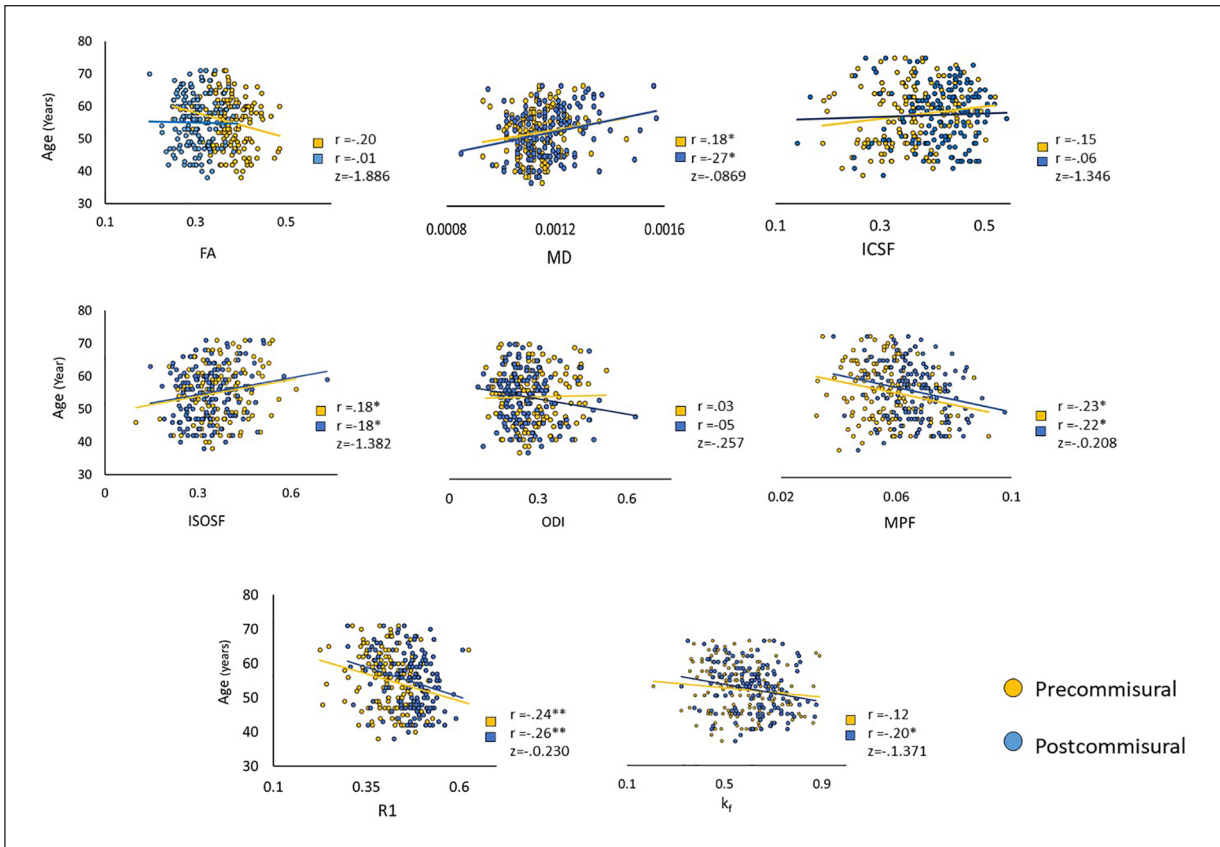 80
70
60
50
40
30
Age (Years)
0.1
0.3
0.5
FA
r=-.20
r=-.01
z=-1.886
0.0008
0.0012
0.0016
MD
r=.18*
r=-27*
z=-.0869
0.1
0.3
0.5
ICSF
r=-.15
r=-.06
z=-1.346
80
70
60
50
40
30
Age (Year)
0
0.3
0.6
ISOSF
r=.18*
r=-18*
z=-1.382
0
0.3
0.6
ODI
r=.03
r=-05
z=-.257
0.02
0.06
0.1
MPF
r=-.23*
r=-.22*
z=-.0.208
80
70
60
50
40
30
Age (years)
0.1
0.35
0.6
R1
r =-.24**
r=-.26**
z=-.0.230
0.1
0.5
0.9
kf
r=-.12
r=-.20*
z=-.1.371
Precommisural
Postcommisural